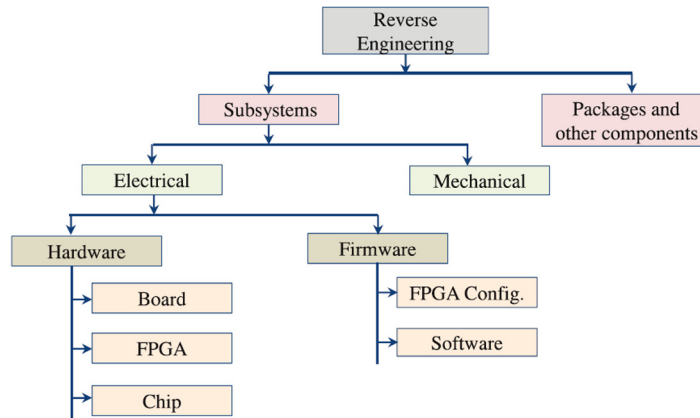 Reverse
Engineering
Subsystems
Packages and
other components
Electrical
Mechanical
Hardware
Firmware
Board
FPGA Config.
FPGA
Software
Chip